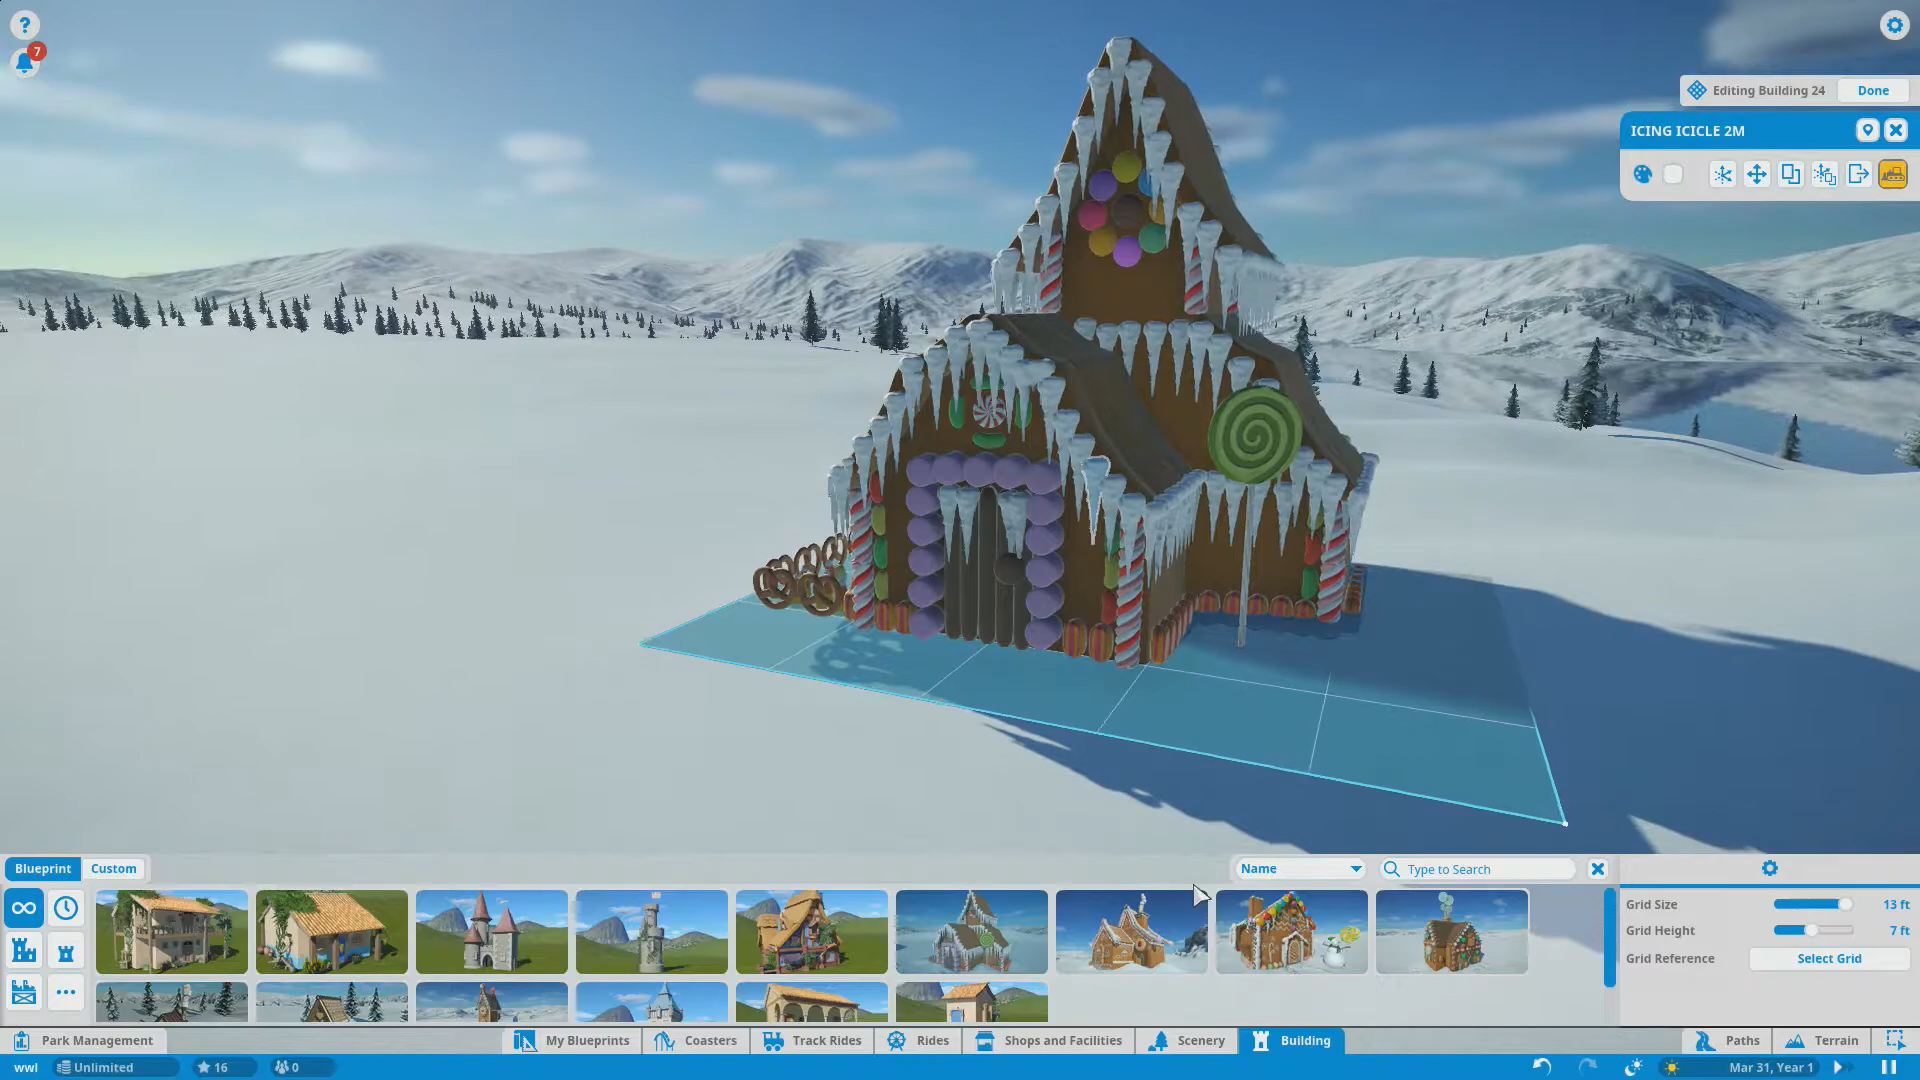 ?
7
Editing Building 24 Done
ICING ICICLE 2M
Blueprint Custom
Name Type to Search
Grid Size 13 ft
Grid Height 7 ft
Grid Reference Select Grid
Park Management My Blueprints Coasters Track Rides Rides Shops and Facilities Scenery Building Paths Terrain
wwl Unlimited 16 0 Mar 31, Year 1